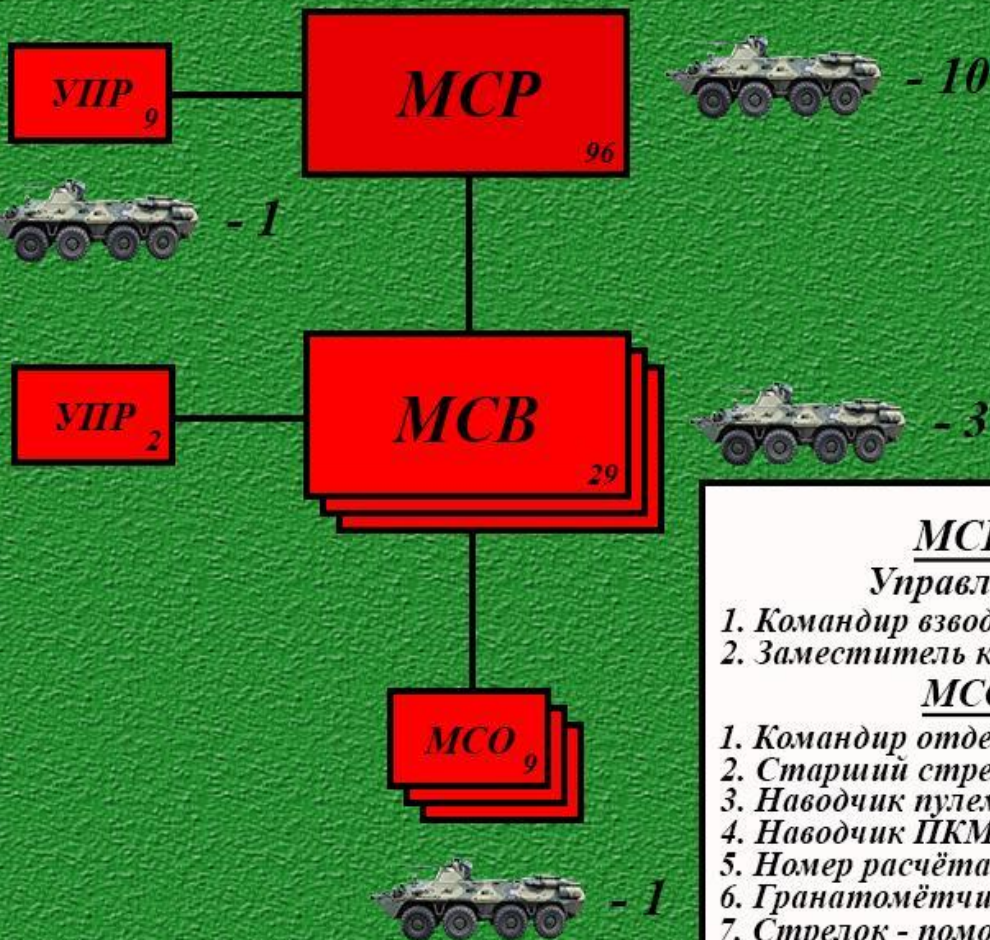 УПР
9
МСР
96
- 10
- 1
УПР
2
МСВ
29
- 3
Управл
1. Командир взвод
2. Заместитель к
МСО
9
- 1
1. Командир отде
2. Старший стре
3. Наводчик пулем
4. Наводчик ПКМ
5. Номер расчёта
6. Гранатомётчи
7. Стрелок - помо